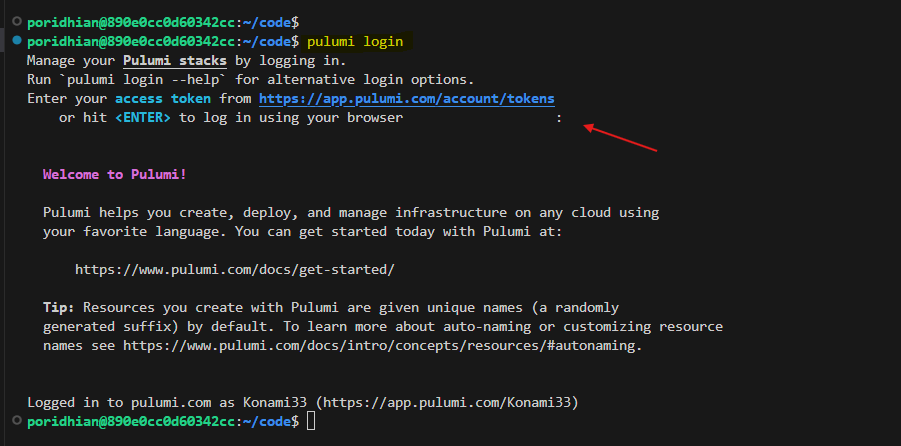 poridhian@890e0cc0d60342cc:~/code$
poridhian@890e0cc0d60342cc:~/code$ pulumi login
Manage your Pulumi stacks by logging in.
Run `pulumi login --help` for alternative login options.
Enter your access token from https://app.pulumi.com/account/tokens
or hit <ENTER> to log in using your browser :
Welcome to Pulumi!
Pulumi helps you create, deploy, and manage infrastructure on any cloud using
your favorite language. You can get started today with Pulumi at:
https://www.pulumi.com/docs/get-started/
Tip: Resources you create with Pulumi are given unique names (a randomly
generated suffix) by default. To learn more about auto-naming or customizing resource
names see https://www.pulumi.com/docs/intro/concepts/resources/#autonaming.
Logged in to pulumi.com as Konami33 (https://app.pulumi.com/Konami33)
poridhian@890e0cc0d60342cc:~/code$